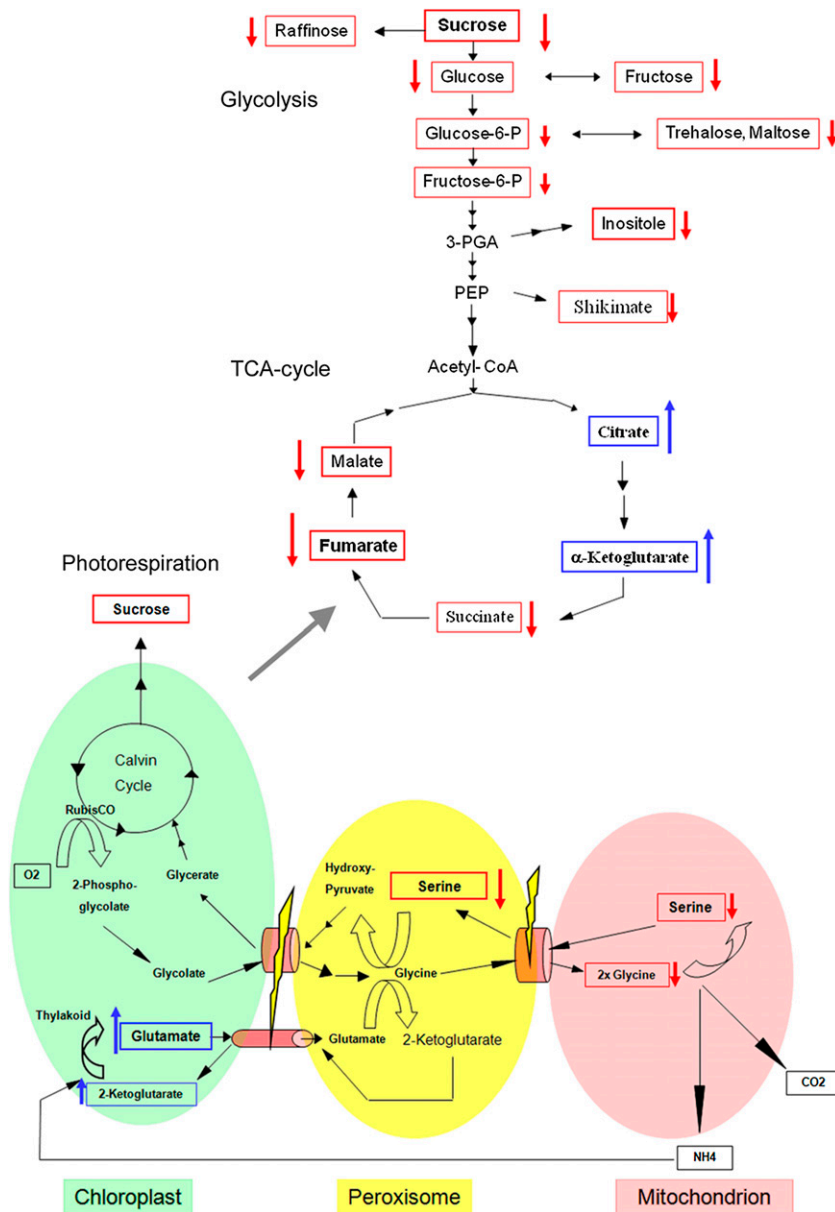 Raffinose
Sucrose
Glucose
Fructose
Glycolysis
Glucose-6-P
Trehalose, Maltose
Fructose-6-P
Inositole
3-PGA
PEP
Shikimate
TCA-cycle
Acetyl-CoA
Citrate
Malate
Fumarate
α-Ketoglutarate
Photorespiration
Sucrose
Succinate
Calvin
Cycle
RubisCO
O2
2-Phospho-
glycolate
Glycerate
Glycolate
Hydroxy-
Pyruvate
Serine
Glycine
Serine
2x Glycine
Thylakoid
Glutamate
Glutamate
2-Ketoglutarate
2-Ketoglutarate
CO2
NH4
Chloroplast
Peroxisome
Mitochondrion